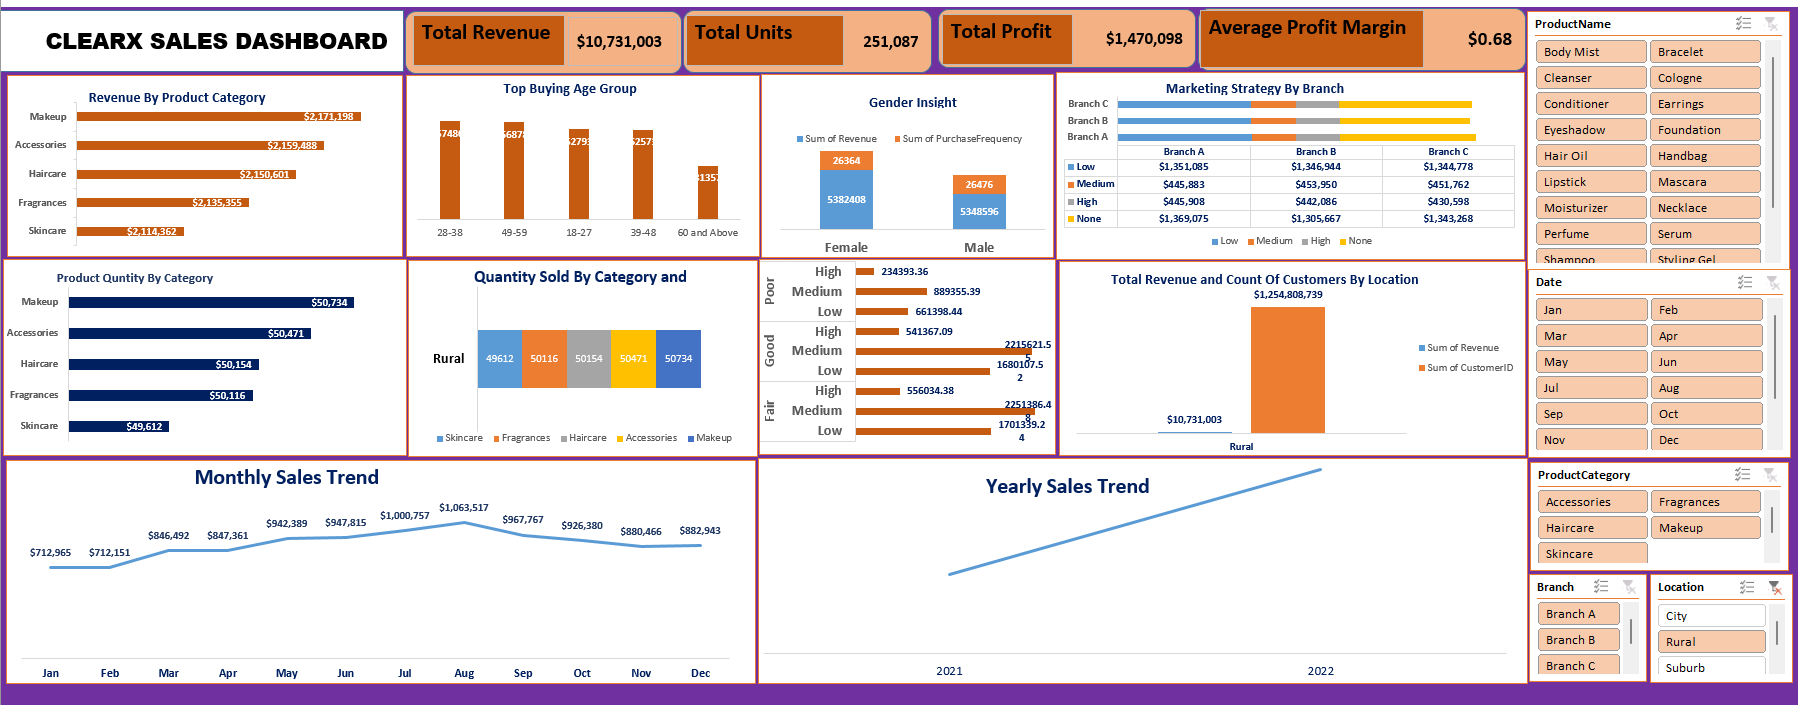 CLEARX SALES DASHBOARD
Total Revenue
$10,731,003
Total Units
251,087
Total Profit
$1,470,098
Average Profit Margin
$0.68
Revenue By Product Category
Makeup $2,171,198
Accessories $2,159,488
Haircare $2,150,601
Fragrances $2,135,355
Skincare $2,114,362
Top Buying Age Group
28-38 49-59 18-27 39-48 60 and Above
Gender Insight
Sum of Revenue Sum of PurchaseFrequency
26364
5382408
26476
5348596
Female Male
Marketing Strategy By Branch
Branch C
Branch B
Branch A
Branch A Branch B Branch C
Low $1,351,085 $1,346,944 $1,344,778
Medium $445,883 $453,950 $451,762
High $445,908 $442,086 $430,598
None $1,369,075 $1,305,667 $1,343,268
Low Medium High None
Product Quntity By Category
Makeup $50,734
Accessories $50,471
Haircare $50,154
Fragrances $50,116
Skincare $49,612
Quantity Sold By Category and
Rural 49612 50116 50154 50471 50734
Skincare Fragrances Haircare Accessories Makeup
Poor
High 234393.36
Medium 889355.39
Low 661398.44
Good
High 541367.09
Medium 2215621.5
5
Low 1680107.5
2
Fair
High 556034.38
Medium 2251386.4
8
Low 1701339.2
4
Total Revenue and Count Of Customers By Location
$1,254,808,739
$10,731,003
Rural
Sum of Revenue
Sum of CustomerID
Monthly Sales Trend
$712,965 $712,151 $846,492 $847,361 $942,389 $947,815 $1,000,757 $1,063,517 $967,767 $926,380 $880,466 $882,943
Jan Feb Mar Apr May Jun Jul Aug Sep Oct Nov Dec
Yearly Sales Trend
2021 2022
ProductName
Body Mist Bracelet
Cleanser Cologne
Conditioner Earrings
Eyeshadow Foundation
Hair Oil Handbag
Lipstick Mascara
Moisturizer Necklace
Perfume Serum
Shampoo Styling Gel
Date
Jan Feb
Mar Apr
May Jun
Jul Aug
Sep Oct
Nov Dec
ProductCategory
Accessories Fragrances
Haircare Makeup
Skincare
Branch
Branch A
Branch B
Branch C
Location
City
Rural
Suburb